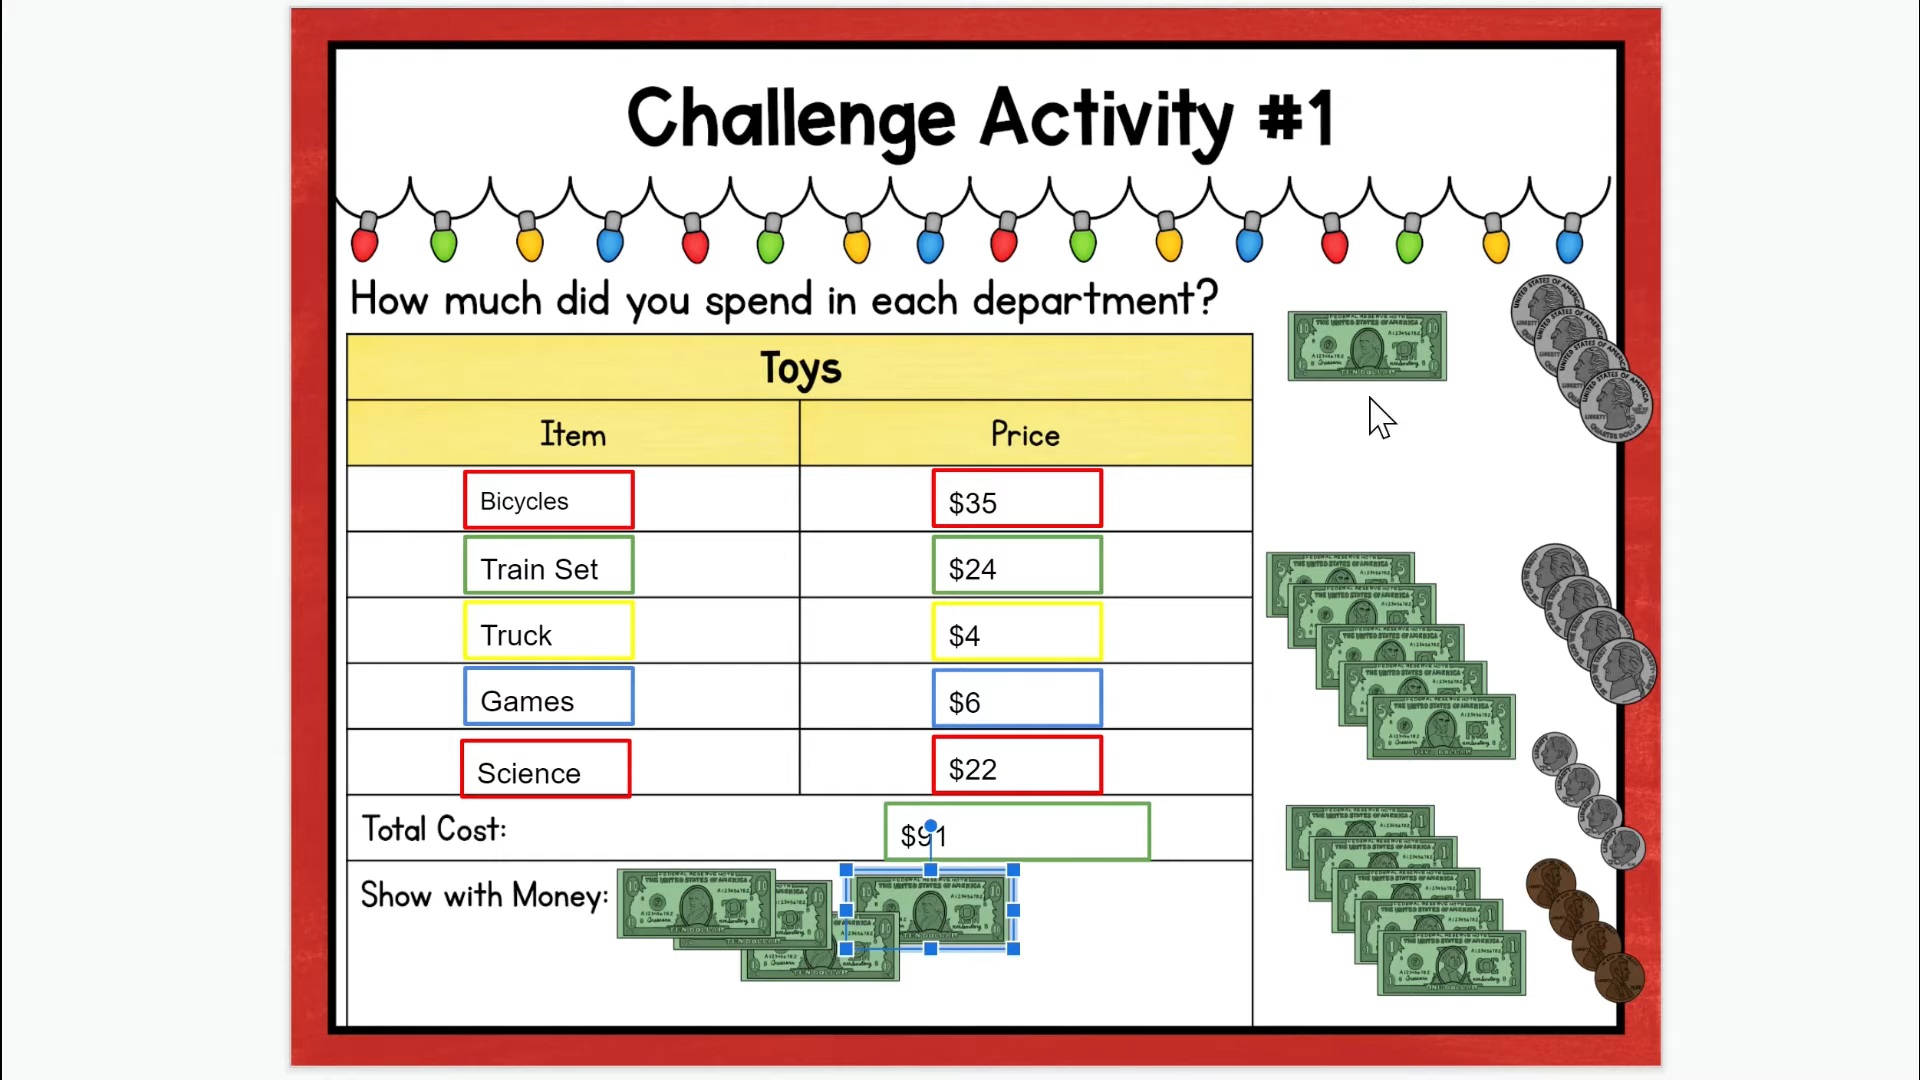 Challenge Activity #1
How much did you spend in each department?
Toys
Item Price
Bicycles $35
Train Set $24
Truck $4
Games $6
Science $22
Total Cost: $91
Show with Money: